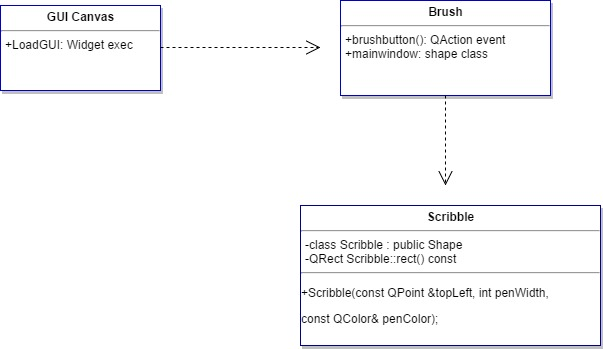 GUI Canvas
+LoadGUI: Widget exec
Brush
+brushbutton(): QAction event
+mainwindow: shape class
Scribble
-class Scribble : public Shape
-QRect Scribble::rect() const
+Scribble(const QPoint &topLeft, int penWidth,
const QColor& penColor);